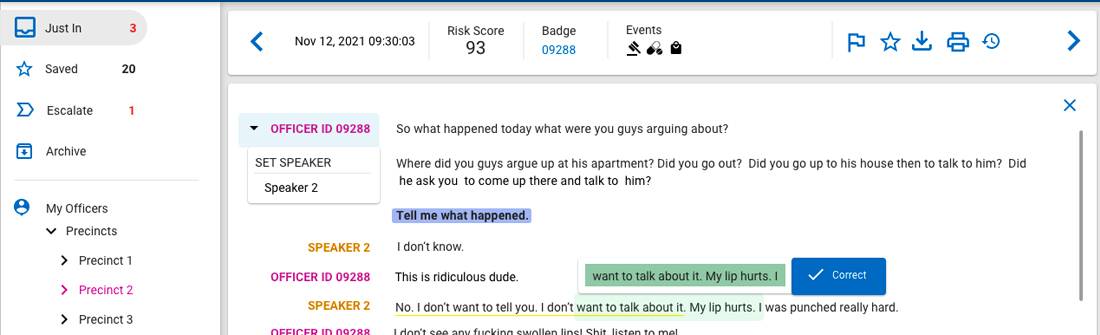 Just In 3
Saved 20
Escalate 1
Archive
My Officers
Precincts
Precinct 1
Precinct 2
Precinct 3
Nov 12, 2021 09:30:03
Risk Score
93
Badge
09288
Events
OFFICER ID 09288
SET SPEAKER
Speaker 2
So what happened today what were you guys arguing about?
Where did you guys argue up at his apartment? Did you go out? Did you go up to his house then to talk to him? Did
he ask you to come up there and talk to him?
Tell me what happened.
SPEAKER 2 I don't know.
OFFICER ID 09288 This is ridiculous dude.
want to talk about it. My lip hurts. I
Correct
SPEAKER 2 No. I don't want to tell you. I don't want to talk about it. My lip hurts. I was punched really hard.
OFFICER ID 09288 I don't see any fucking swollen lips! Shit, listen to me!